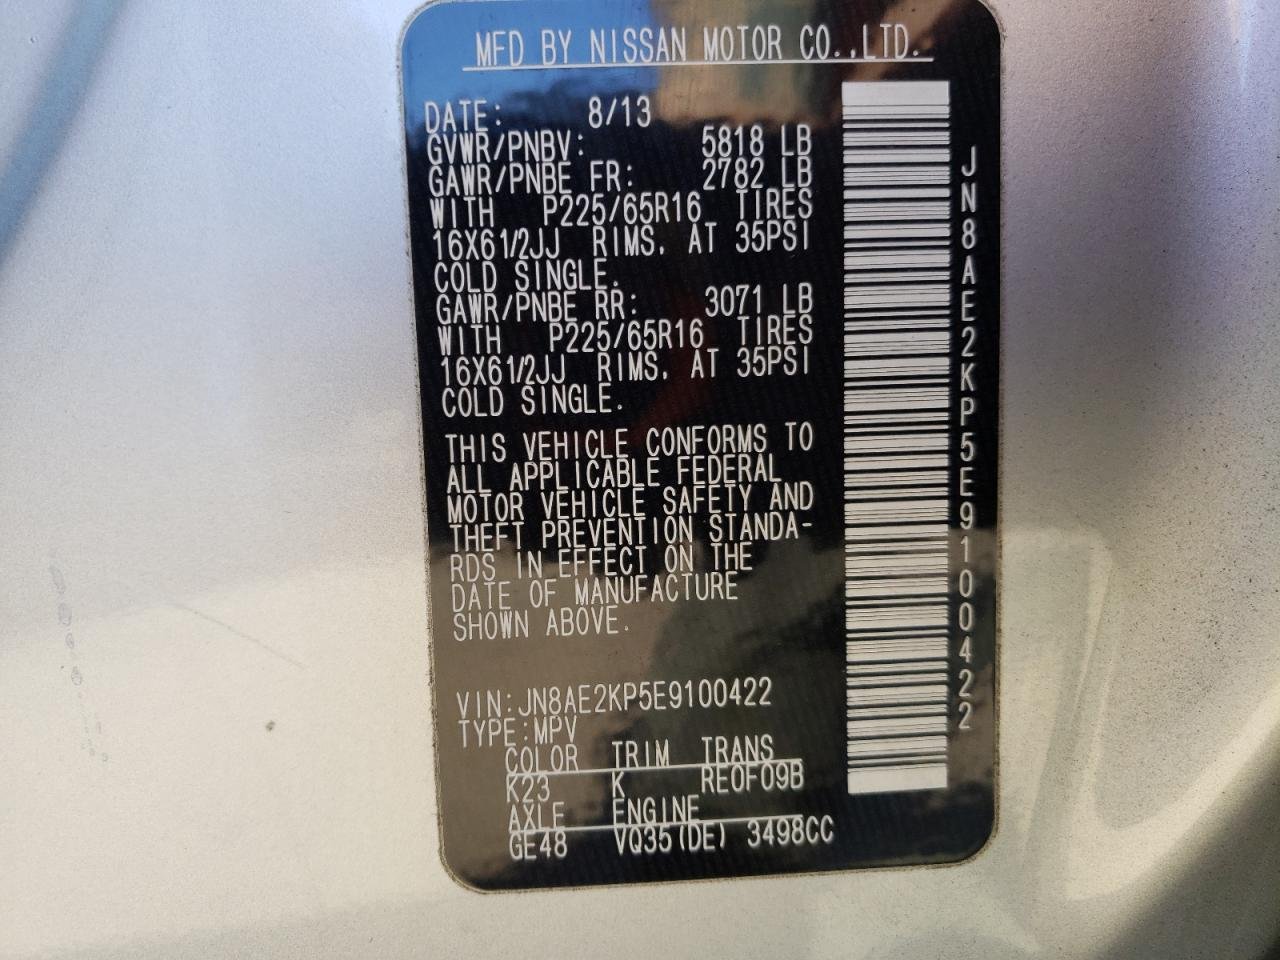 MFD BY NISSAN MOTOR CO.,LTD.
DATE: 8/13
GVWR/PNBV: 5818 LB
GAWR/PNBE FR: 2782 LB
WITH P225/65R16 TIRES
16X61/2JJ RIMS, AT 35PSI
COLD SINGLE.
GAWR/PNBE RR: 3071 LB
WITH P225/65R16 TIRES
16X61/2JJ RIMS, AT 35PSI
COLD SINGLE.
THIS VEHICLE CONFORMS TO
ALL APPLICABLE FEDERAL
MOTOR VEHICLE SAFETY AND
THEFT PREVENTION STANDA-
RDS IN EFFECT ON THE
DATE OF MANUFACTURE
SHOWN ABOVE.
VIN:JN8AE2KP5E9100422
TYPE:MPV
COLOR TRIM TRANS
K23 K RE0F09B
AXLE ENGINE
GE48 VQ35(DE) 3498CC
JN8AE2KP5E9100422